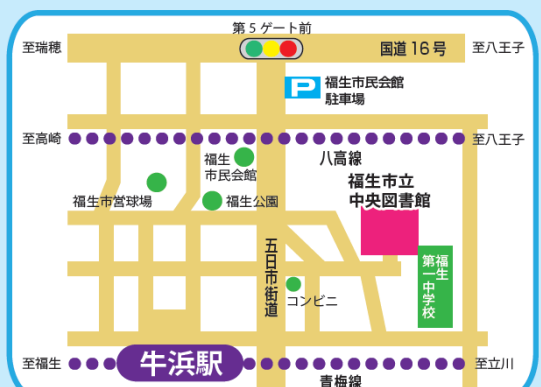 第5ゲート前
至瑞穂
国道16号
至八王子
P
福生市民会館
駐車場
至高崎
至八王子
八高線
福生
市民会館
福生市立
中央図書館
福生市営球場
福生公園
五日市街道
福生
第一中学校
コンビニ
至福生
牛浜駅
至立川
青梅線